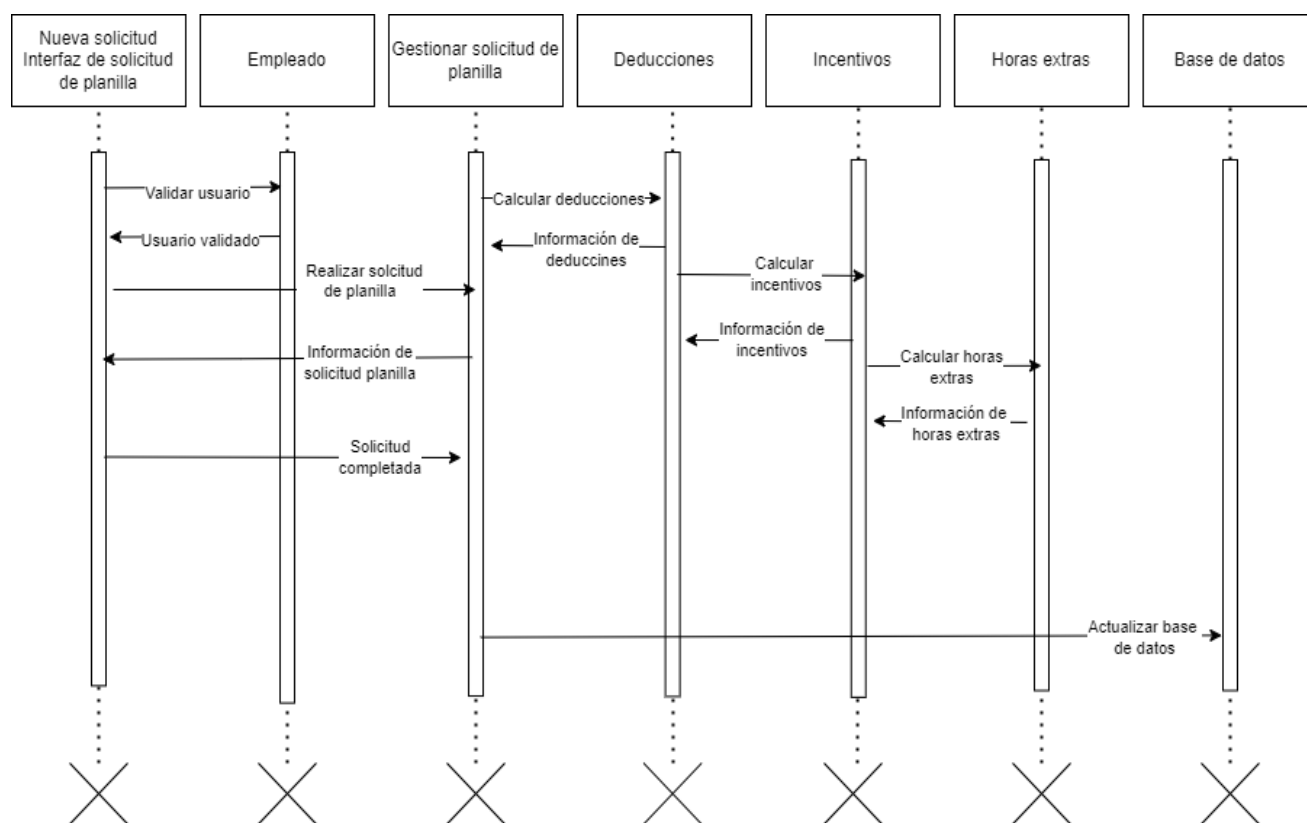 Nueva solicitud
Interfaz de solicitud
de planilla
Empleado
Gestionar solicitud de
planilla
Deducciones
Incentivos
Horas extras
Base de datos
Validar usuario
Calcular deducciones
Usuario validado
Información de
deduccines
Realizar solcitud
de planilla
Calcular
incentivos
Información de
incentivos
Información de
solicitud planilla
Calcular horas
extras
Información de
horas extras
Solicitud
completada
Actualizar base
de datos